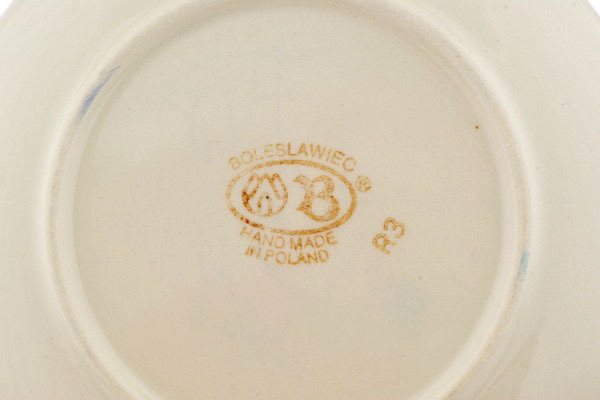 BOLESLAWIEC
B®
HAND MADE
IN POLAND
R3